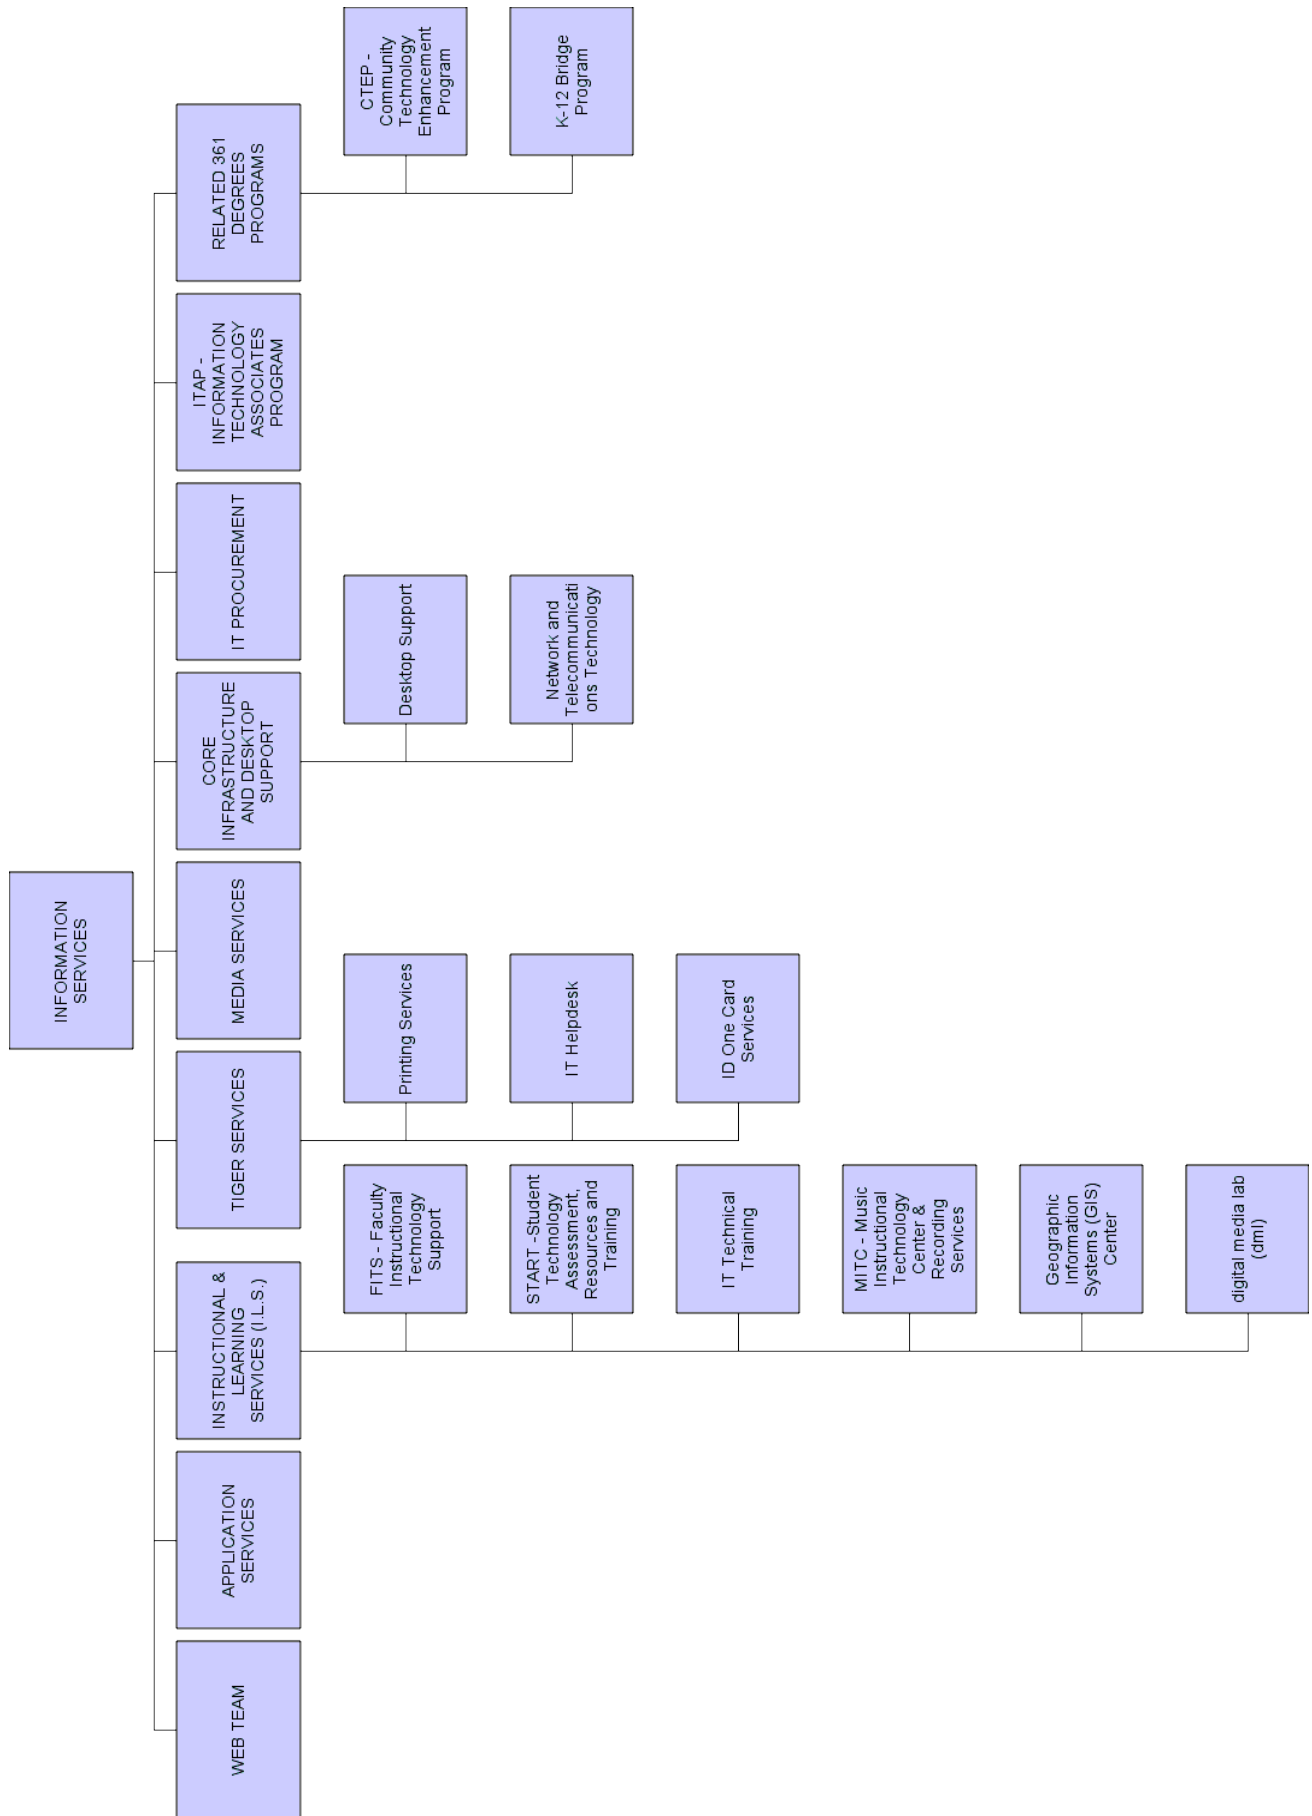 INFORMATION
SERVICES
WEB TEAM
APPLICATION
SERVICES
INSTRUCTIONAL &
LEARNING
SERVICES (I.L.S.)
TIGER SERVICES
MEDIA SERVICES
CORE
INFRASTRUCTURE
AND DESKTOP
SUPPORT
IT PROCUREMENT
ITAP -
INFORMATION
TECHNOLOGY
ASSOCIATES
PROGRAM
RELATED 361
DEGREES
PROGRAMS
FITS - Faculty
Instructional
Technology
Support
START -Student
Technology
Assessment,
Resources and
Training
IT Technical
Training
MITC - Music
Instructional
Technology
Center &
Recording
Services
Geographic
Information
Systems (GIS)
Center
digital media lab
(dml)
Printing Services
IT Helpdesk
ID One Card
Services
Desktop Support
Network and
Telecommunicati
ons Technology
CTEP -
Community
Technology
Enhancement
Program
K-12 Bridge
Program